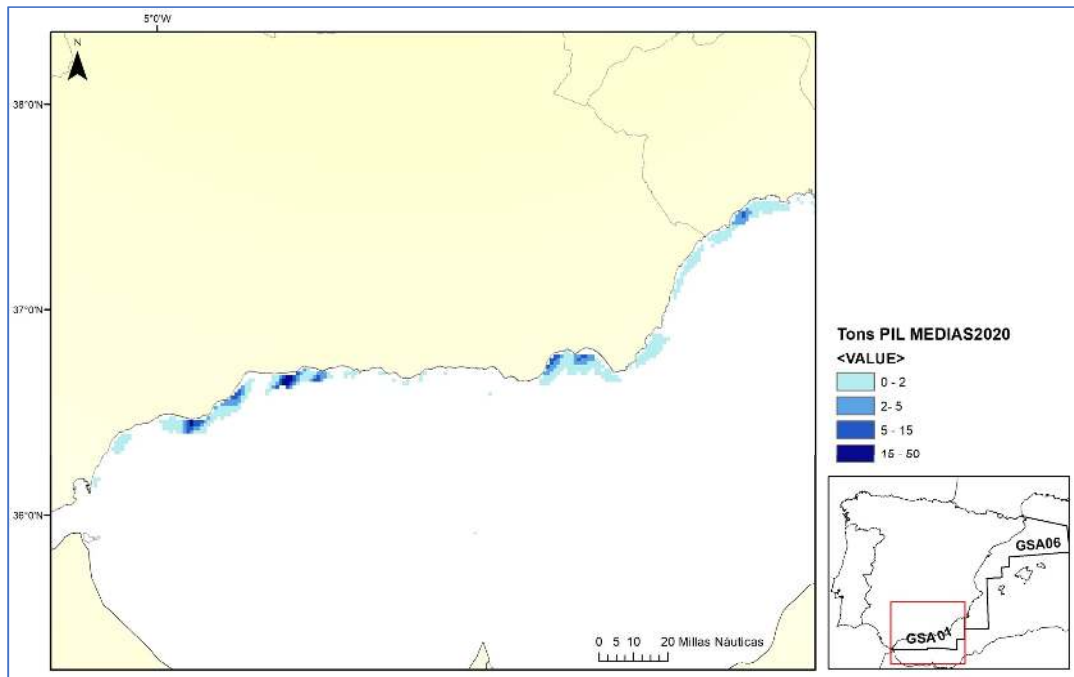 5°0'W
N
38°0'N
37°0'N
36°0'N
0 5 10 20 Millas Náuticas
Tons PIL MEDIAS2020
<VALUE>
0 - 2
2- 5
5 - 15
15 - 50
GSA06
GSA 01